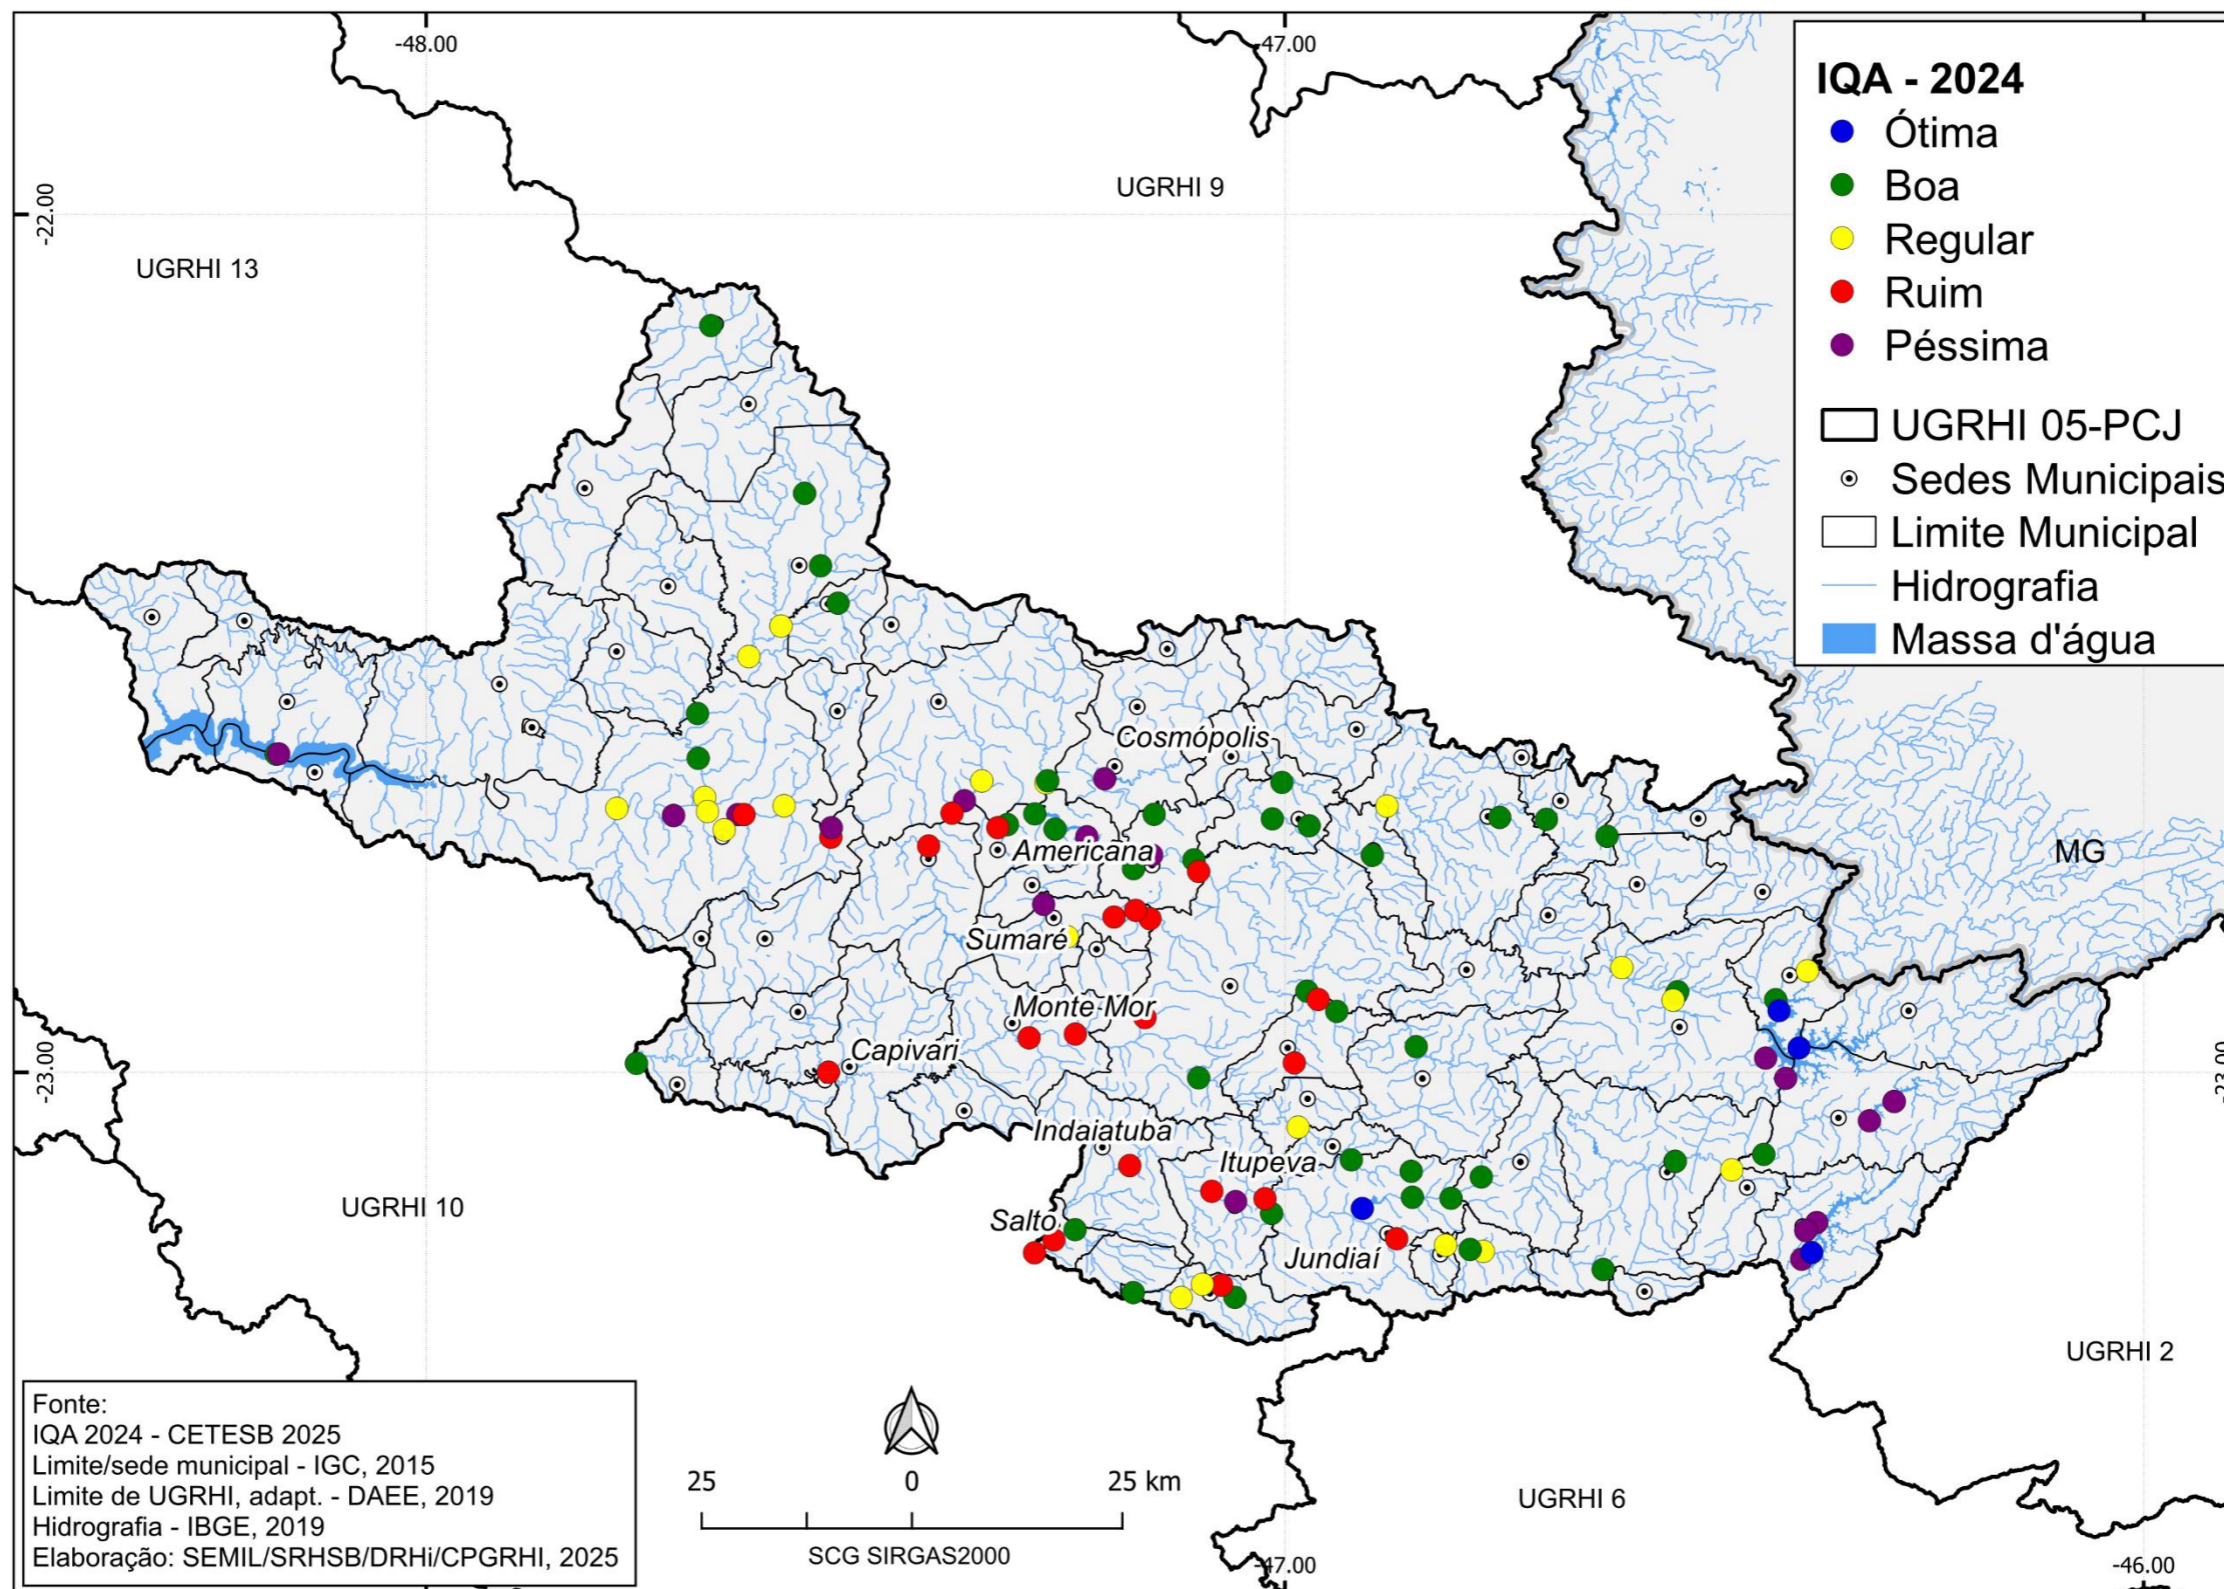 -48.00
-47.00
IQA - 2024
Ótima
Boa
Regular
Ruim
Péssima
UGRHI 05-PCJ
Sedes Municipais
Limite Municipal
Hidrografia
Massa d'água
-22.00
UGRHI 9
UGRHI 13
Cosmópolis
Americana
MG
Sumaré
Monte Mor
Capivari
-23.00
-23.00
Indaiatuba
Itupeva
UGRHI 10
Salto
Jundiaí
UGRHI 2
Fonte:
IQA 2024 - CETESB 2025
Limite/sede municipal - IGC, 2015
Limite de UGRHI, adapt. - DAEE, 2019
Hidrografia - IBGE, 2019
Elaboração: SEMIL/SRHSB/DRHi/CPGRHI, 2025
25 0 25 km
SCG SIRGAS2000
UGRHI 6
-47.00
-46.00